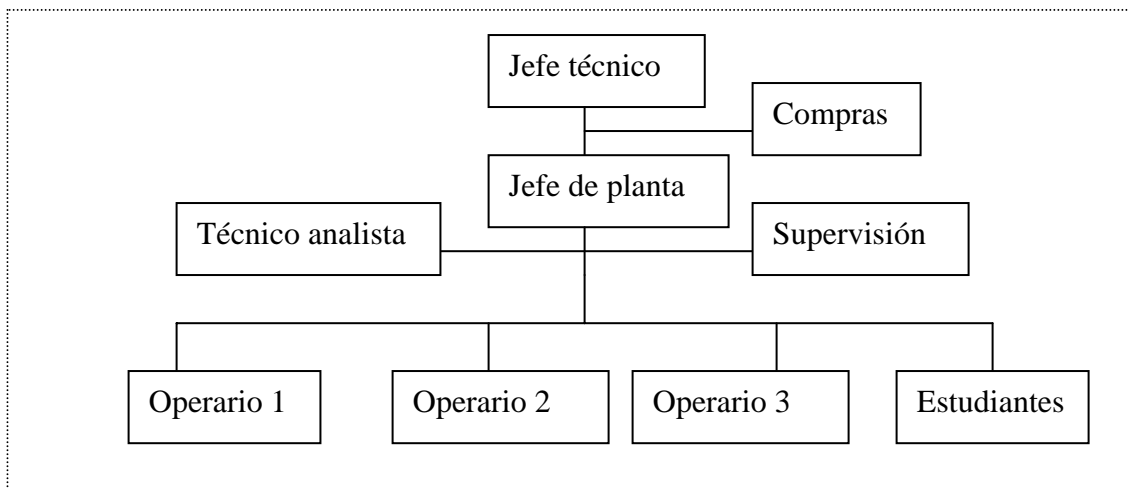 Jefe técnico
Compras
Jefe de planta
Técnico analista
Supervisión
Operario 1
Operario 2
Operario 3
Estudiantes